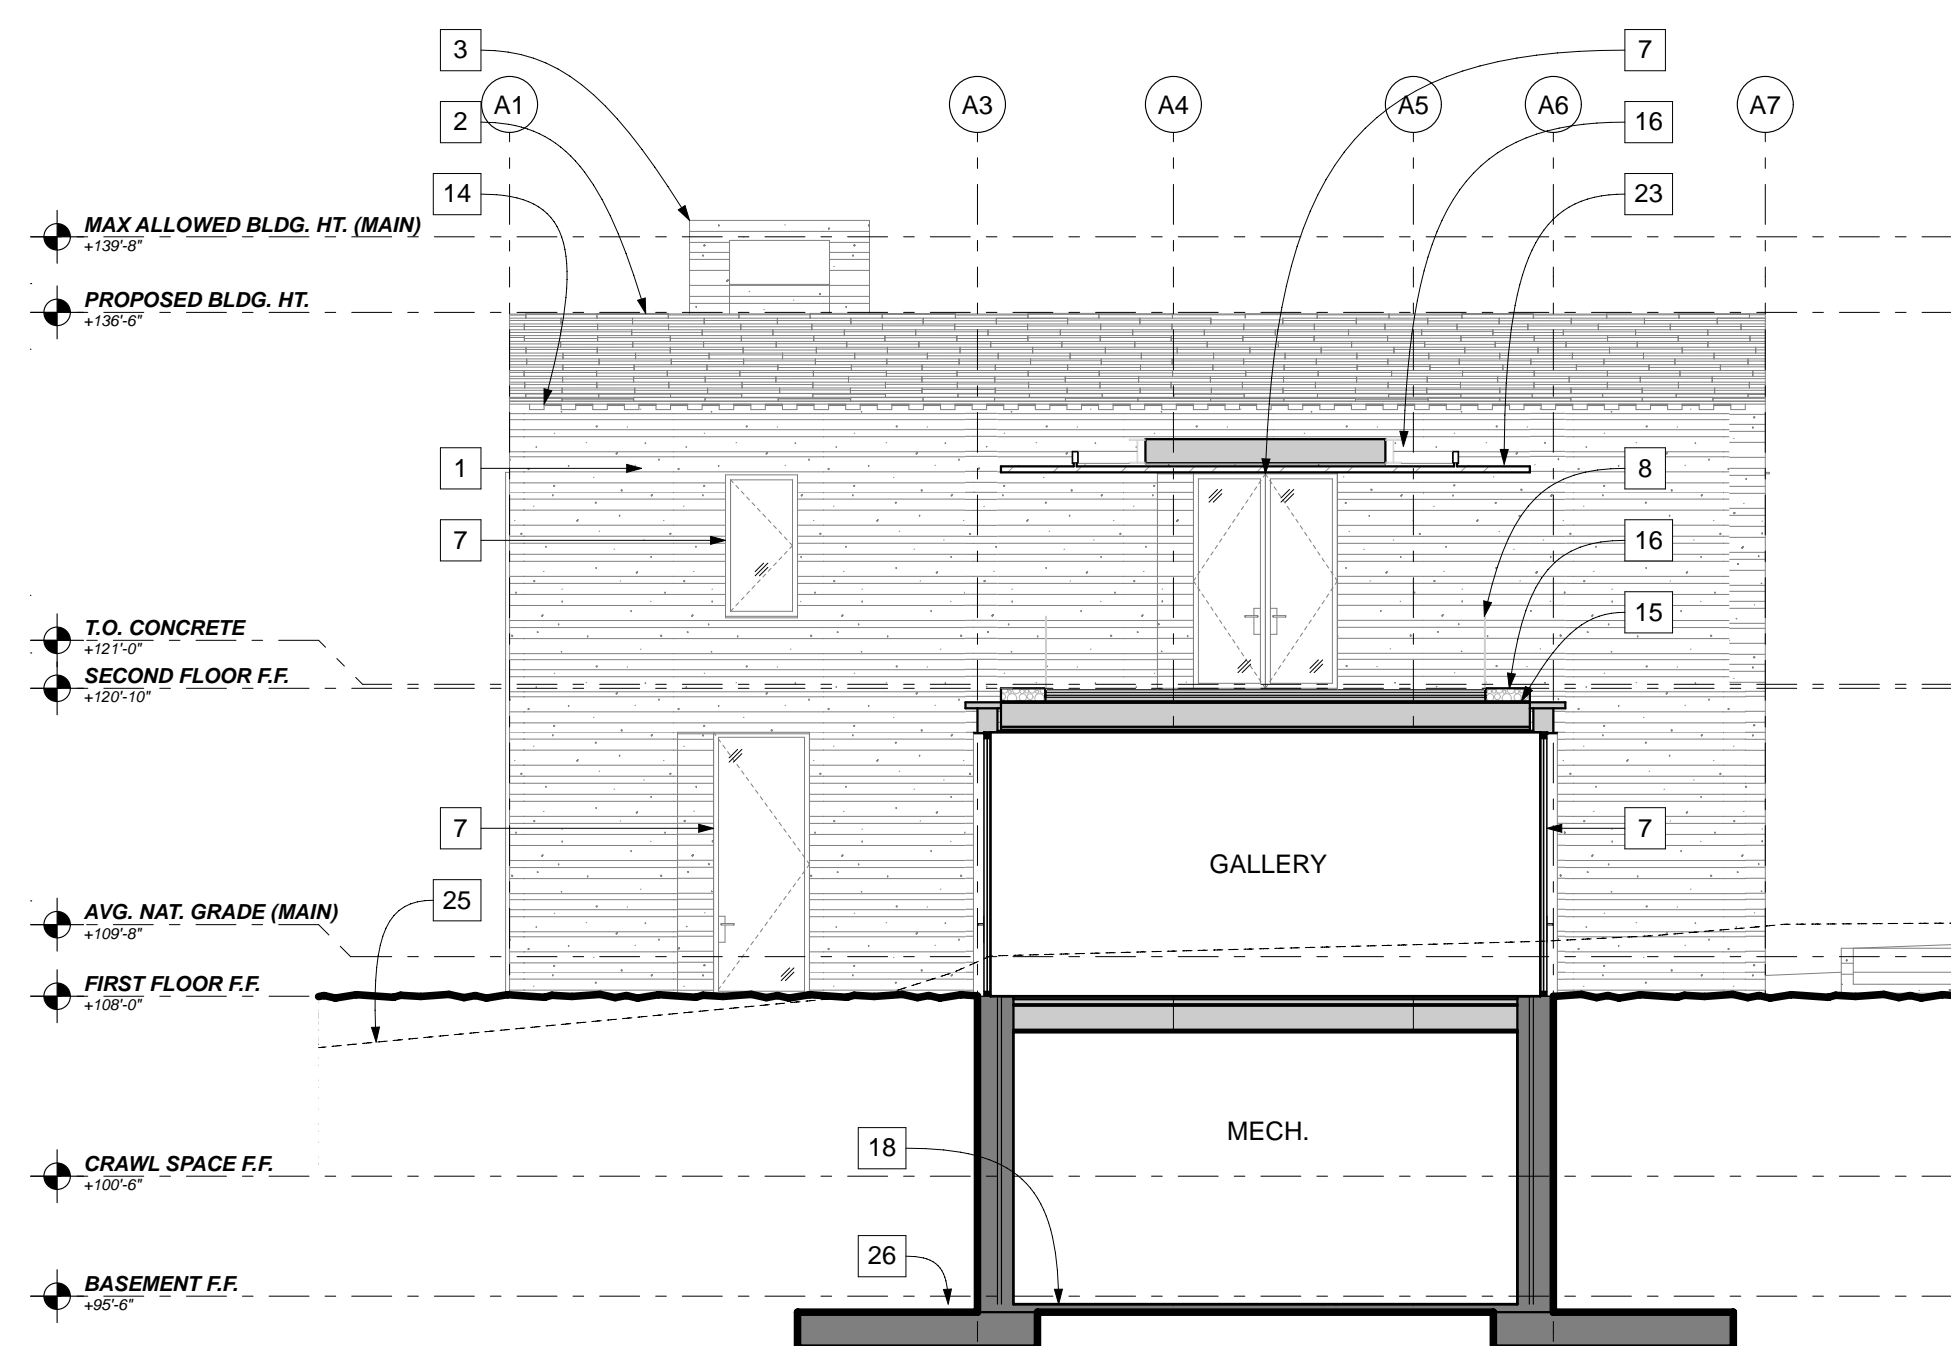 3
7
A1
A3
A4
A5
A6
A7
2
16
14
23
MAX ALLOWED BLDG. HT. (MAIN)
+139'-8"
PROPOSED BLDG. HT.
+136'-6"
1
8
7
16
15
T.O. CONCRETE
+121'-0"
SECOND FLOOR F.F.
+120'-10"
7
7
GALLERY
25
AVG. NAT. GRADE (MAIN)
+109'-8"
FIRST FLOOR F.F.
+108'-0"
MECH.
18
CRAWL SPACE F.F.
+100'-6"
26
BASEMENT F.F.
+95'-6"